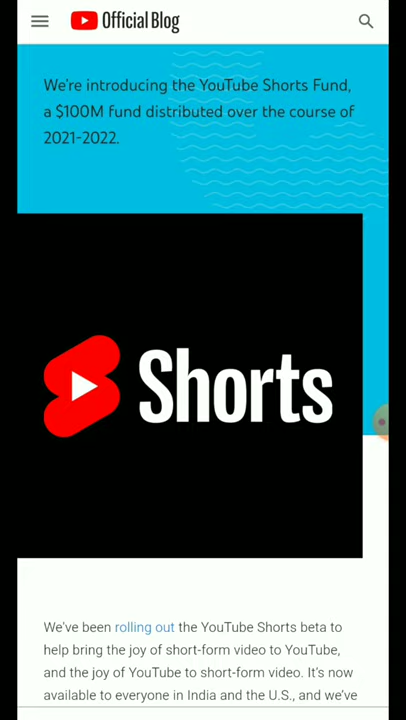 Official Blog
We're introducing the YouTube Shorts Fund,
a $100M fund distributed over the course of
2021-2022.
Shorts
We've been rolling out the YouTube Shorts beta to
help bring the joy of short-form video to YouTube,
and the joy of YouTube to short-form video. It's now
available to everyone in India and the U.S., and we've